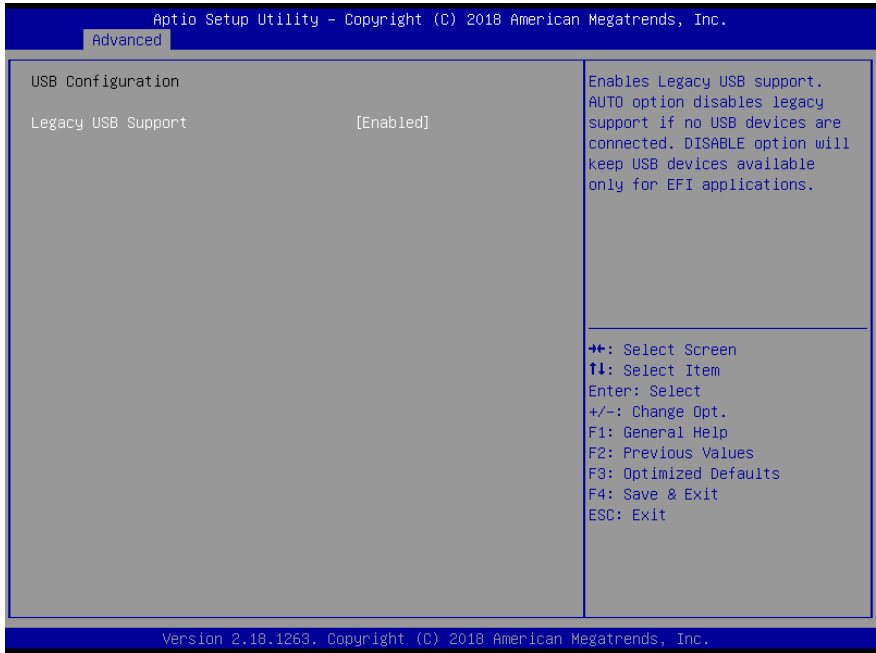 Aptio Setup Utility – Copyright (C) 2018 American Megatrends, Inc.
Advanced
USB Configuration
Legacy USB Support [Enabled]
Enables Legacy USB support.
AUTO option disables legacy
support if no USB devices are
connected. DISABLE option will
keep USB devices available
only for EFI applications.
→←: Select Screen
↑↓: Select Item
Enter: Select
+/-: Change Opt.
F1: General Help
F2: Previous Values
F3: Optimized Defaults
F4: Save & Exit
ESC: Exit
Version 2.18.1263. Copyright (C) 2018 American Megatrends, Inc.